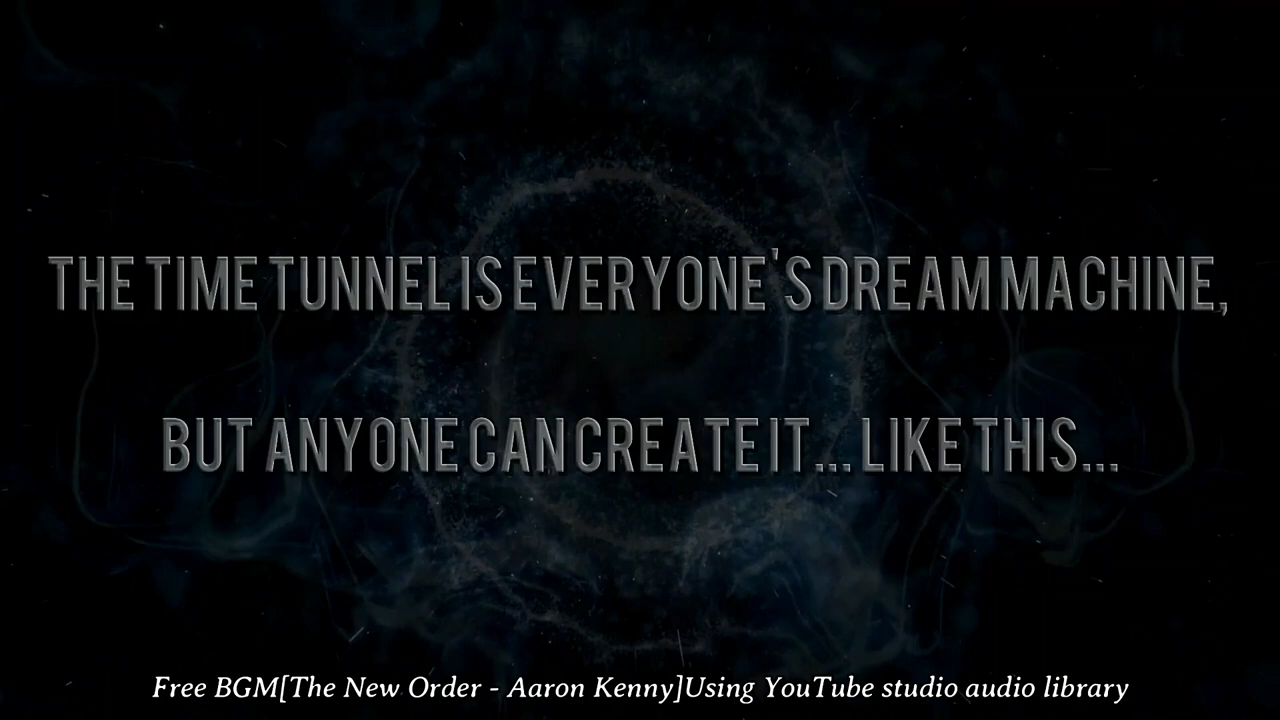 THE TIME TUNNEL IS EVERYONE'S DREAM MACHINE,
BUT ANYONE CAN CREATE IT... LIKE THIS...
Free BGM[The New Order - Aaron Kenny]Using YouTube studio audio library